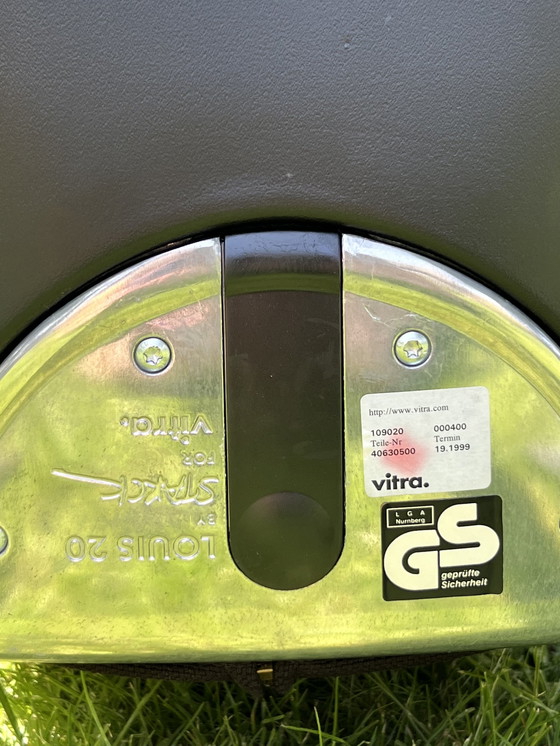 LOUIS 20
BY
STARCK
FOR
vitra.
http://www.vitra.com
109020 000400
Teile-Nr Termin
40630500 19.1999
vitra.
LGA
Nurnberg
GS
geprüfte
Sicherheit